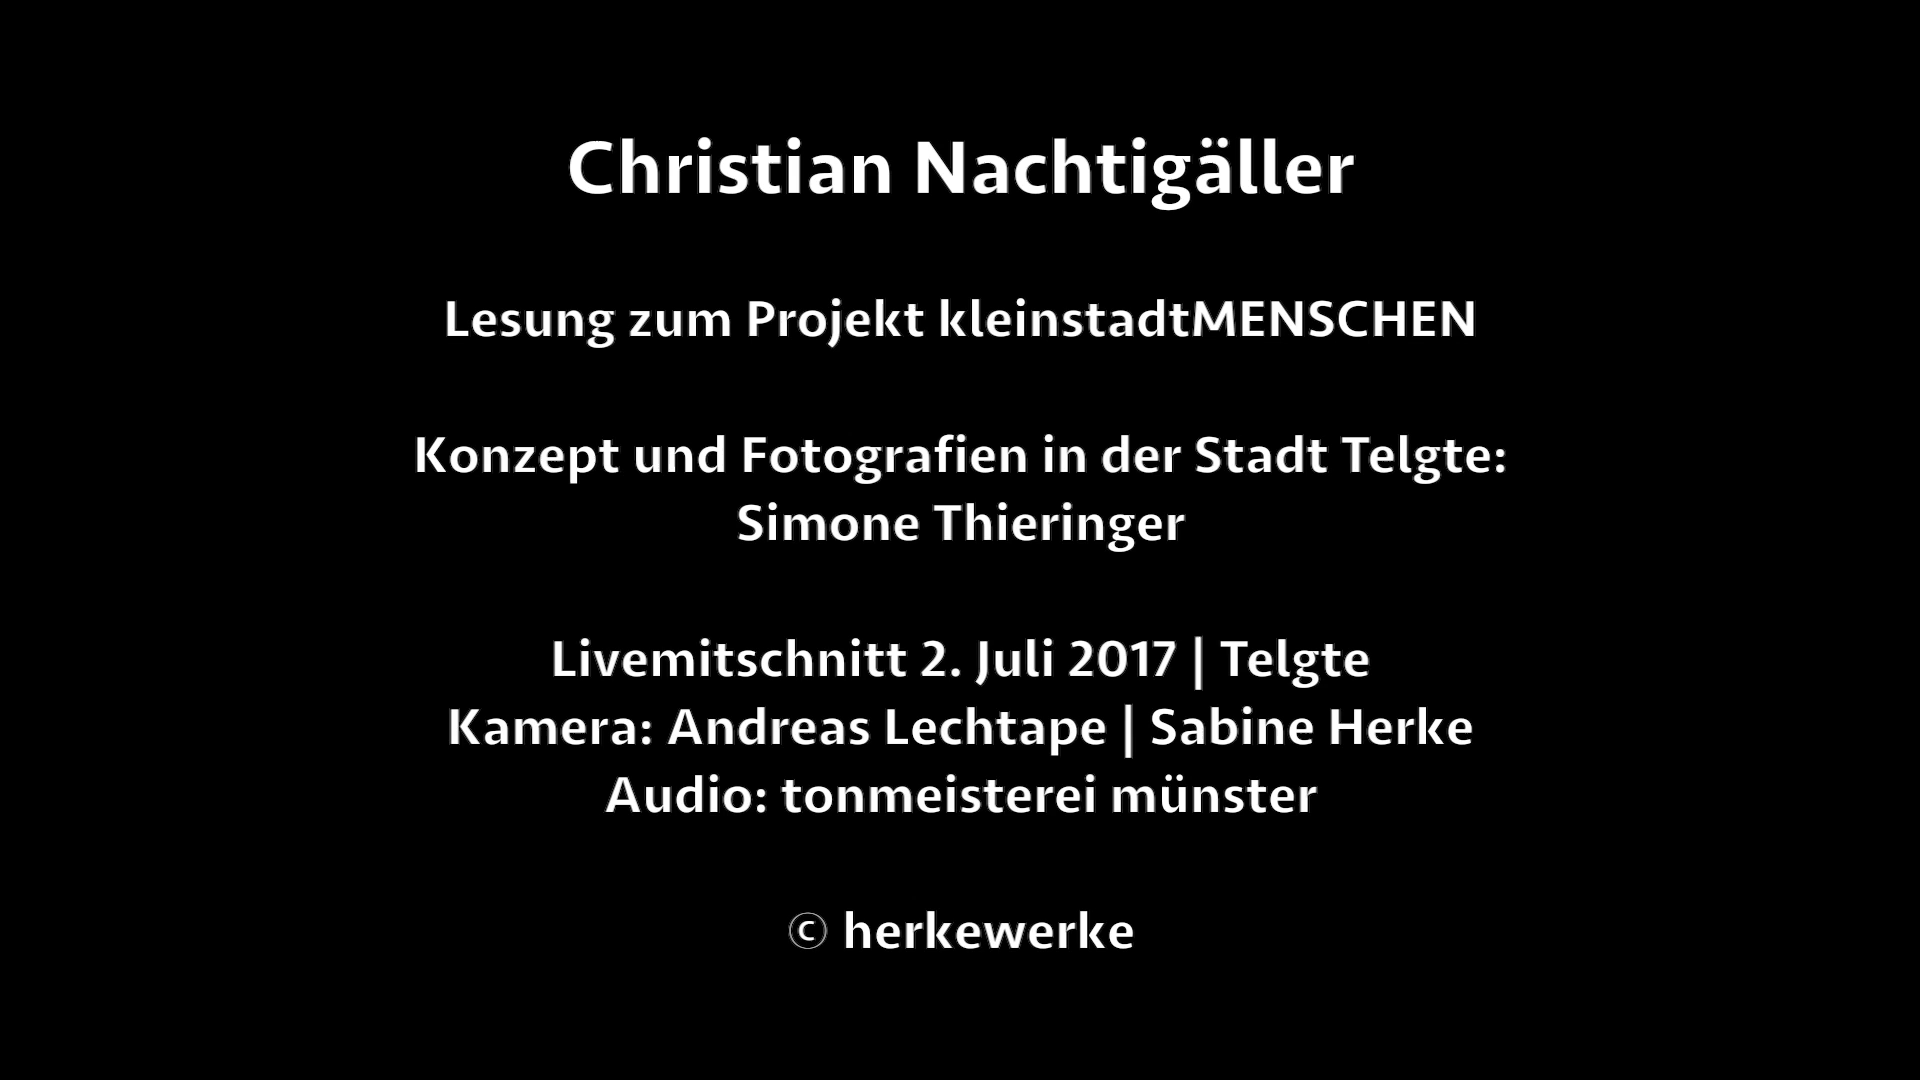 Christian Nachtigäller
Lesung zum Projekt kleinstadtMENSCHEN
Konzept und Fotografien in der Stadt Telgte:
Simone Thieringer
Livemitschnitt 2. Juli 2017 | Telgte
Kamera: Andreas Lechtape | Sabine Herke
Audio: tonmeisterei münster
© herkewerke